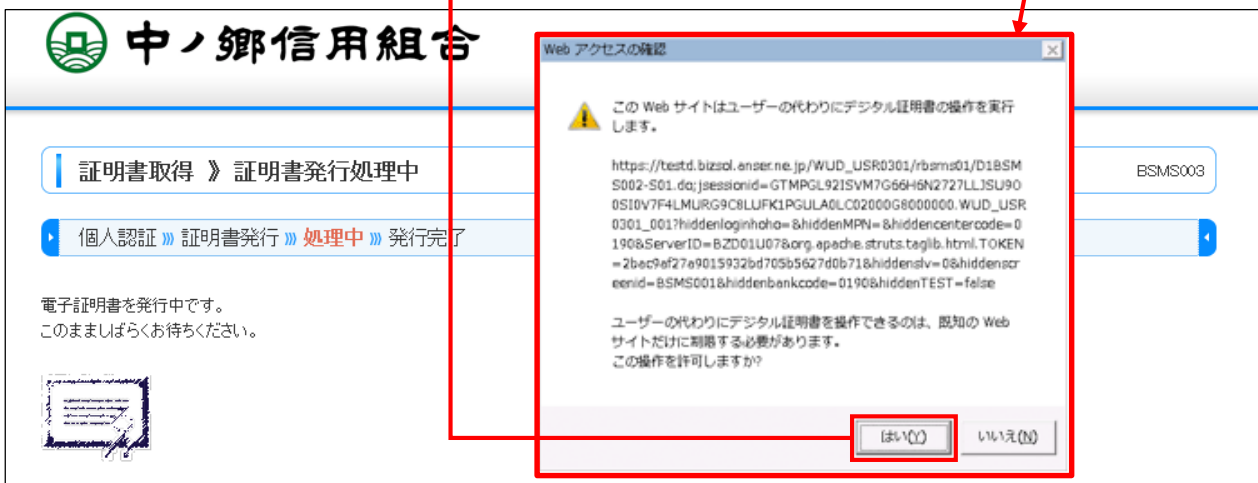 中ノ郷信用組合
証明書取得 》 証明書発行処理中
BSMS003
個人認証 ⟫ 証明書発行 ⟫ 処理中 ⟫ 発行完了
電子証明書を発行中です。
このまましばらくお待ちください。
Web アクセスの確認
この Web サイトはユーザーの代わりにデジタル証明書の操作を実行
します。
https://testd.bizsol.anser.ne.jp/WUD_USR0301/rbsms01/D1BSM
S002-S01.do;jsessionid=GTMPGL92ISVM7G66H6N2727LLJSU9O
0SI0V7F4LMURG9C8LUFK1PGULA0LC02000G8000000.WUD_USR
0301_001?hiddenloginhoho=&hiddenMPN=&hiddencentercode=0
190&ServerID=BZD01U07&org.apache.struts.taglib.html.TOKEN
=2bac9af27a9015932bd705b5627d0b71&hiddenslv=0&hiddenscr
eenid=BSMS001&hiddenbankcode=0190&hiddenTEST=false
ユーザーの代わりにデジタル証明書を操作できるのは、既知の Web
サイトだけに制限する必要があります。
この操作を許可しますか?
はい(Y)
いいえ(N)